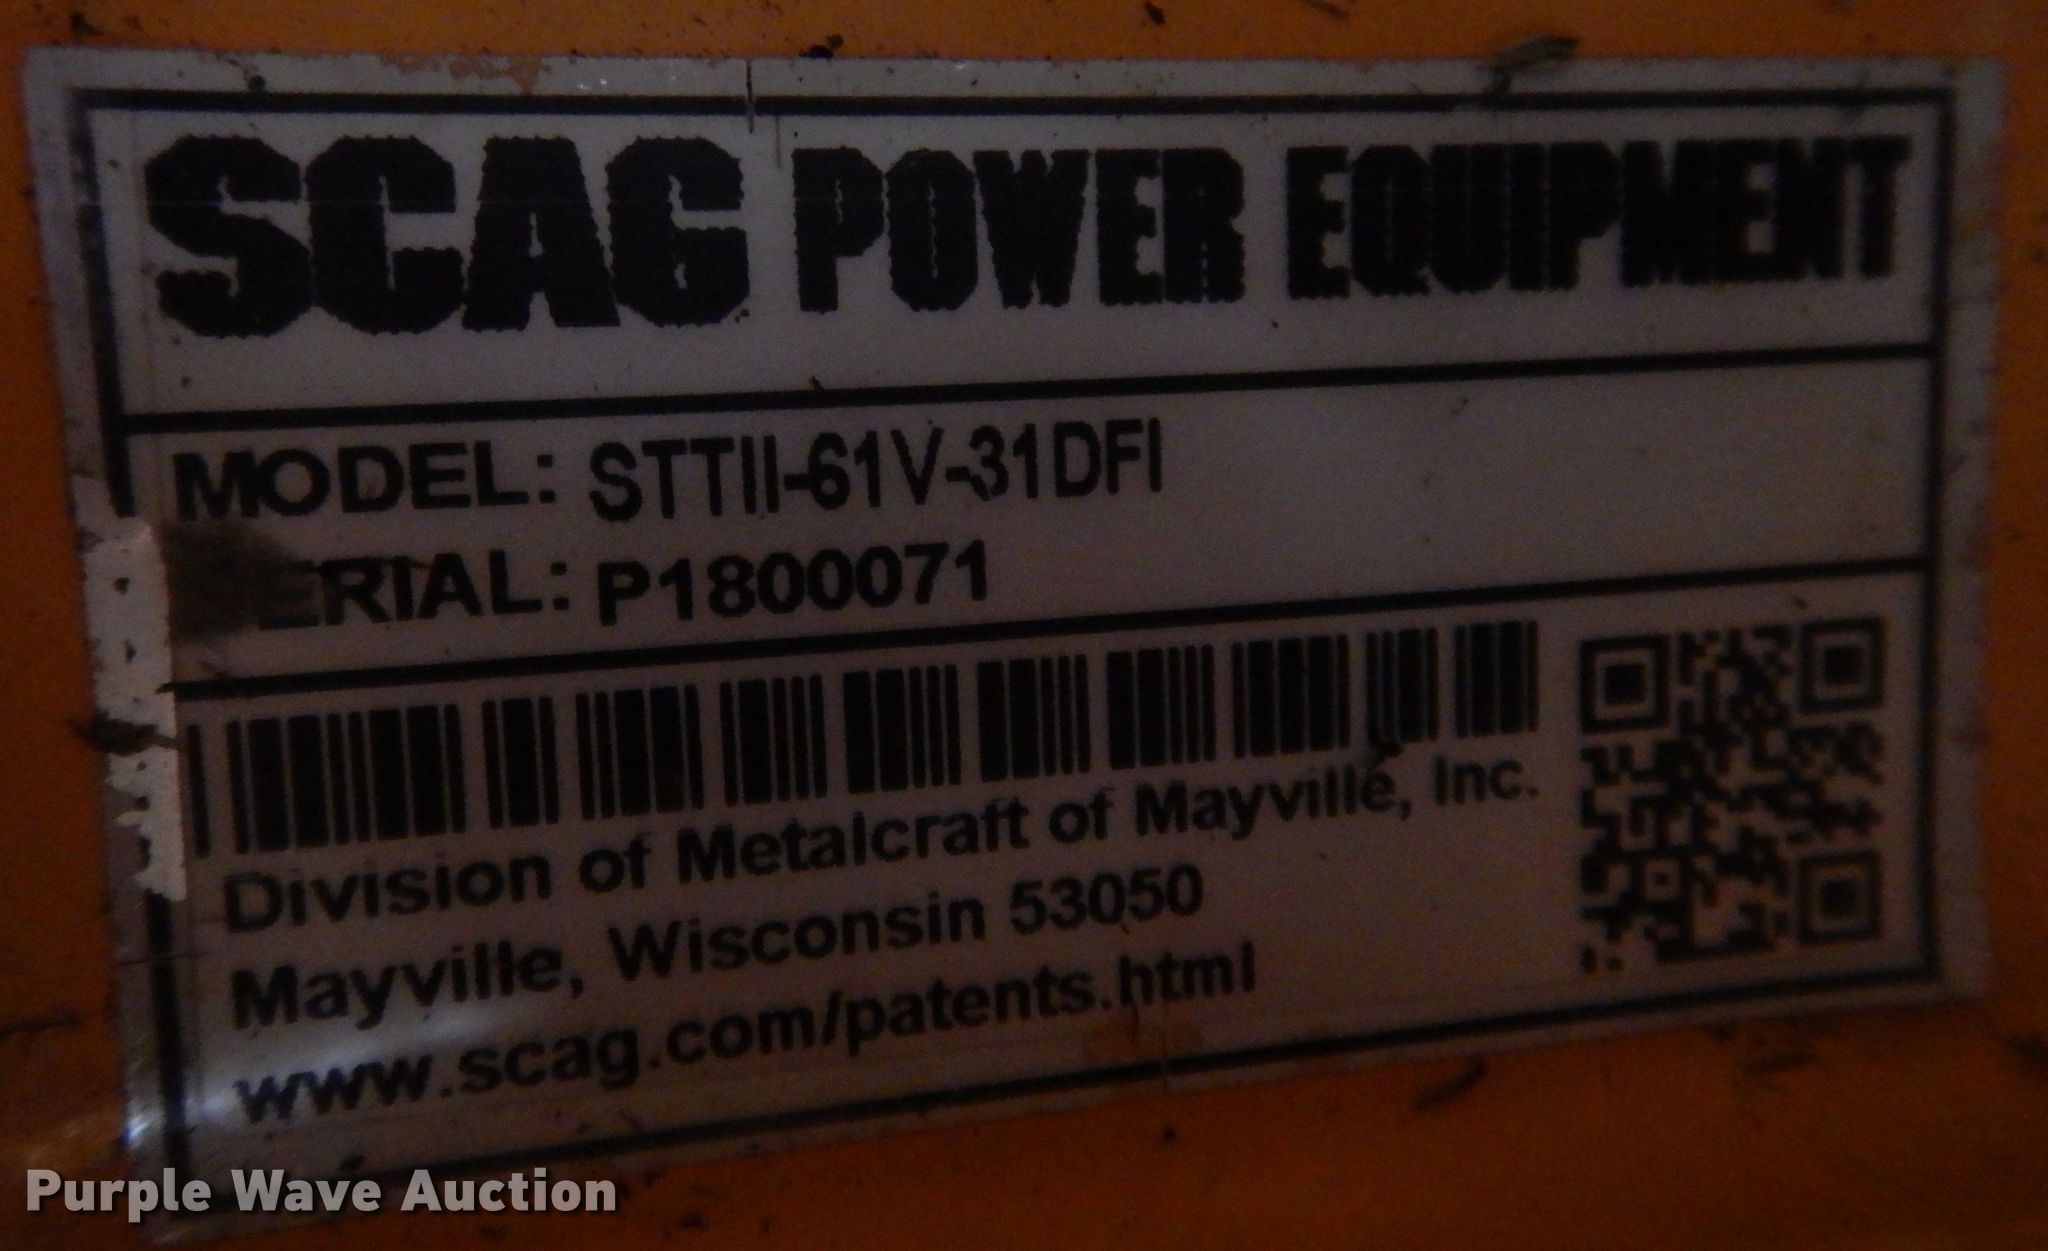 SCAG POWER EQUIPMENT
MODEL: STTII-61V-31DFI
SERIAL: P1800071
Division of Metalcraft of Mayville, Inc.
Mayville, Wisconsin 53050
www.scag.com/patents.html
Purple Wave Auction